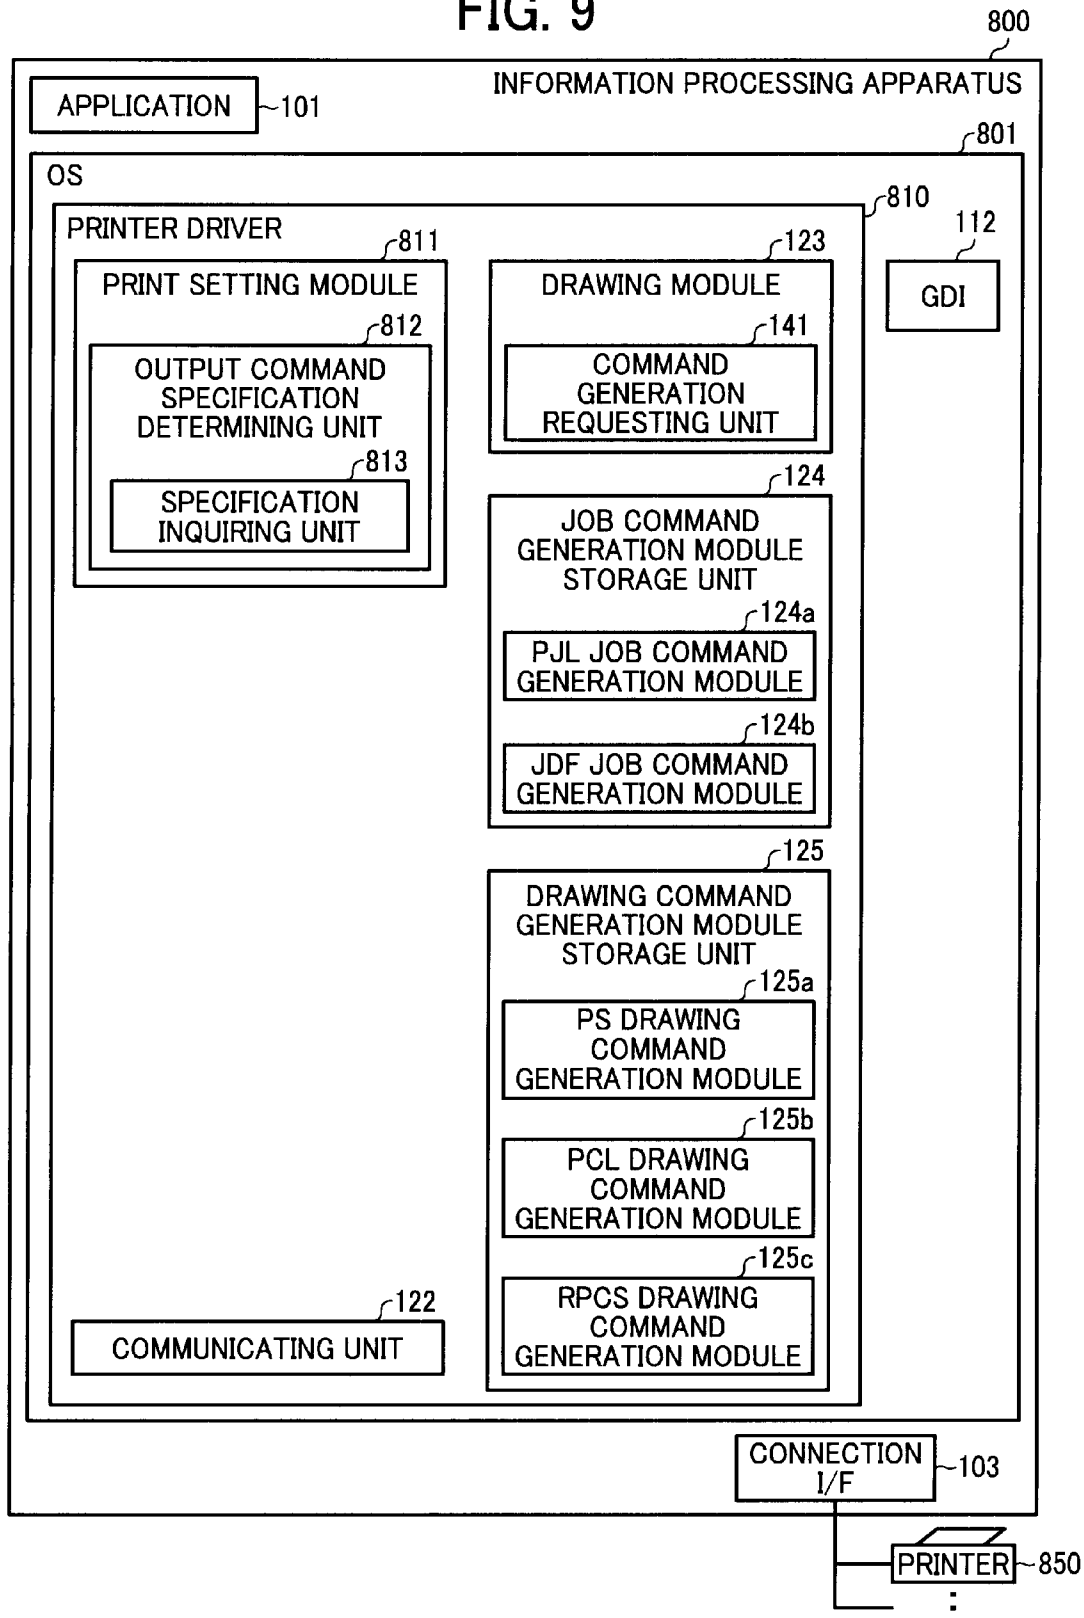 FIG. 9
800
INFORMATION PROCESSING APPARATUS
APPLICATION
101
801
OS
810
PRINTER DRIVER
811
PRINT SETTING MODULE
812
OUTPUT COMMAND
SPECIFICATION
DETERMINING UNIT
813
SPECIFICATION
INQUIRING UNIT
123
DRAWING MODULE
141
COMMAND
GENERATION
REQUESTING UNIT
112
GDI
124
JOB COMMAND
GENERATION MODULE
STORAGE UNIT
124a
PJL JOB COMMAND
GENERATION MODULE
124b
JDF JOB COMMAND
GENERATION MODULE
125
DRAWING COMMAND
GENERATION MODULE
STORAGE UNIT
125a
PS DRAWING
COMMAND
GENERATION MODULE
125b
PCL DRAWING
COMMAND
GENERATION MODULE
125c
RPCS DRAWING
COMMAND
GENERATION MODULE
122
COMMUNICATING UNIT
CONNECTION
I/F
103
PRINTER
850